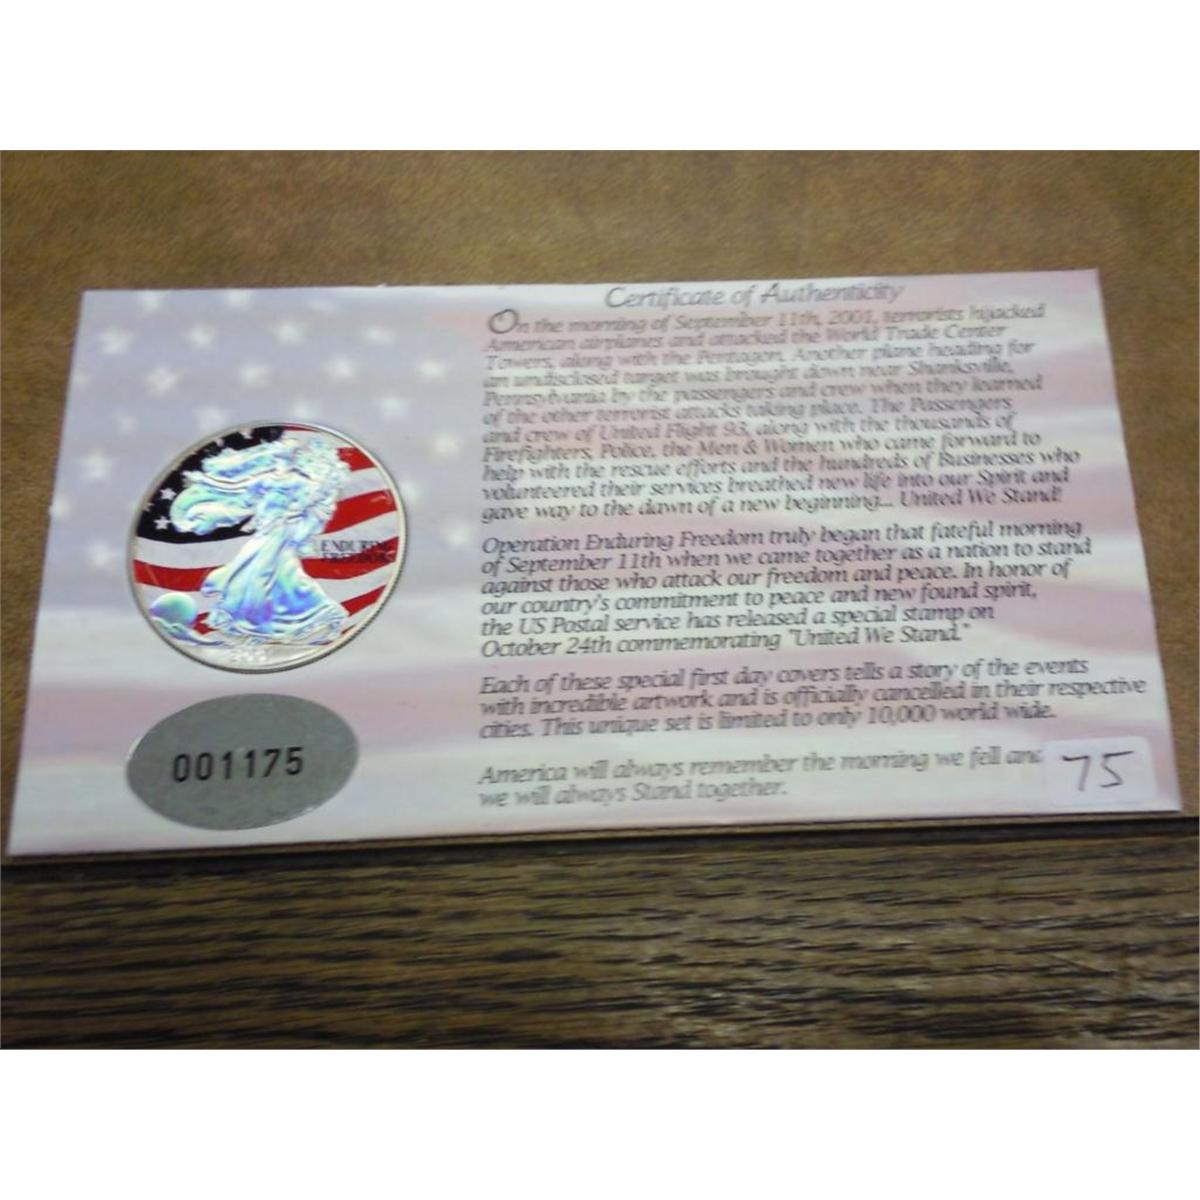 Certificate of Authenticity
On the morning of September 11th, 2001, terrorists hijacked
American airplanes and attacked the World Trade Center
Towers, along with the Pentagon. Another plane heading for
an undisclosed target was brought down near Shanksville,
Pennsylvania by the passengers and crew when they learned
of the other terrorist attacks taking place. The Passengers
and crew of United Flight 93, along with the thousands of
Firefighters, Police, the Men & Women who came forward to
help with the rescue efforts and the hundreds of Businesses who
volunteered their services breathed new life into our Spirit and
gave way to the dawn of a new beginning... United We Stand!
Operation Enduring Freedom truly began that fateful morning
of September 11th when we came together as a nation to stand
against those who attack our freedom and peace. In honor of
our country's commitment to peace and new found spirit,
the US Postal service has released a special stamp on
October 24th commemorating "United We Stand."
Each of these special first day covers tells a story of the events
with incredible artwork and is officially cancelled in their respective
cities. This unique set is limited to only 10,000 world wide.
America will always remember the morning we fell and
we will always Stand together.
75
ENDURING
FREEDOM
2001
001175